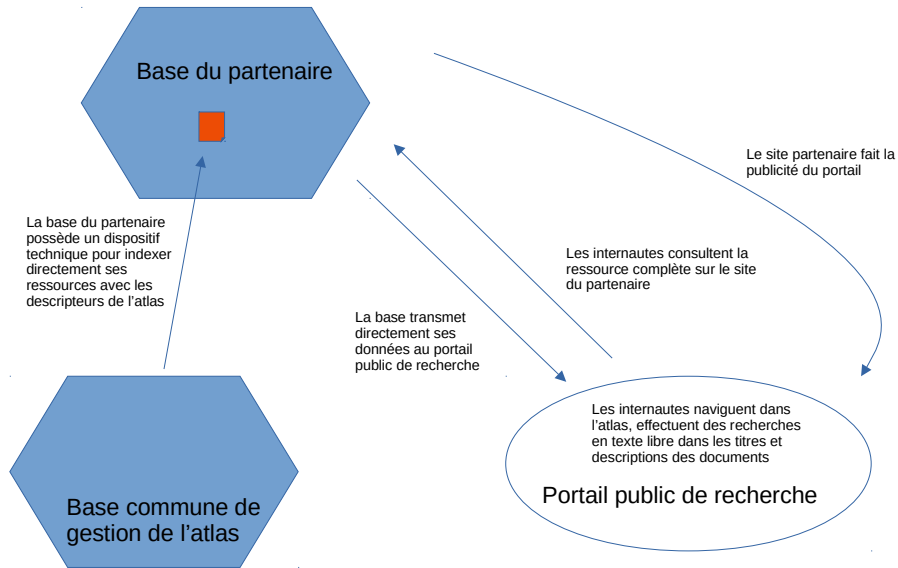 Base du partenaire
Le site partenaire fait la
publicité du portail
La base du partenaire
possède un dispositif
technique pour indexer
directement ses
ressources avec les
descripteurs de l’atlas
Les internautes consultent la
ressource complète sur le site
du partenaire
La base transmet
directement ses
données au portail
public de recherche
Les internautes naviguent dans
l’atlas, effectuent des recherches
en texte libre dans les titres et
descriptions des documents
Portail public de recherche
Base commune de
gestion de l’atlas